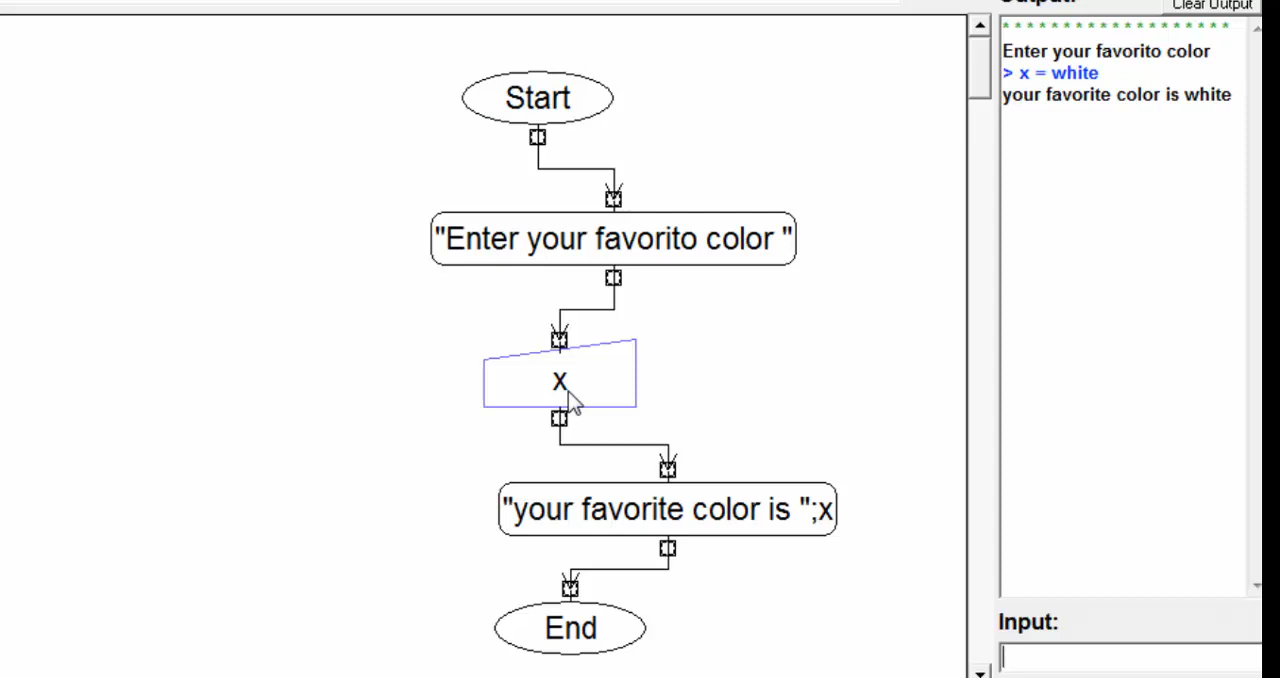 Start
"Enter your favorito color "
x
"your favorite color is ";x
End
Output:
Clear Output
* * * * * * * * * * * * * * * * * * *
Enter your favorito color
> x = white
your favorite color is white
Input: